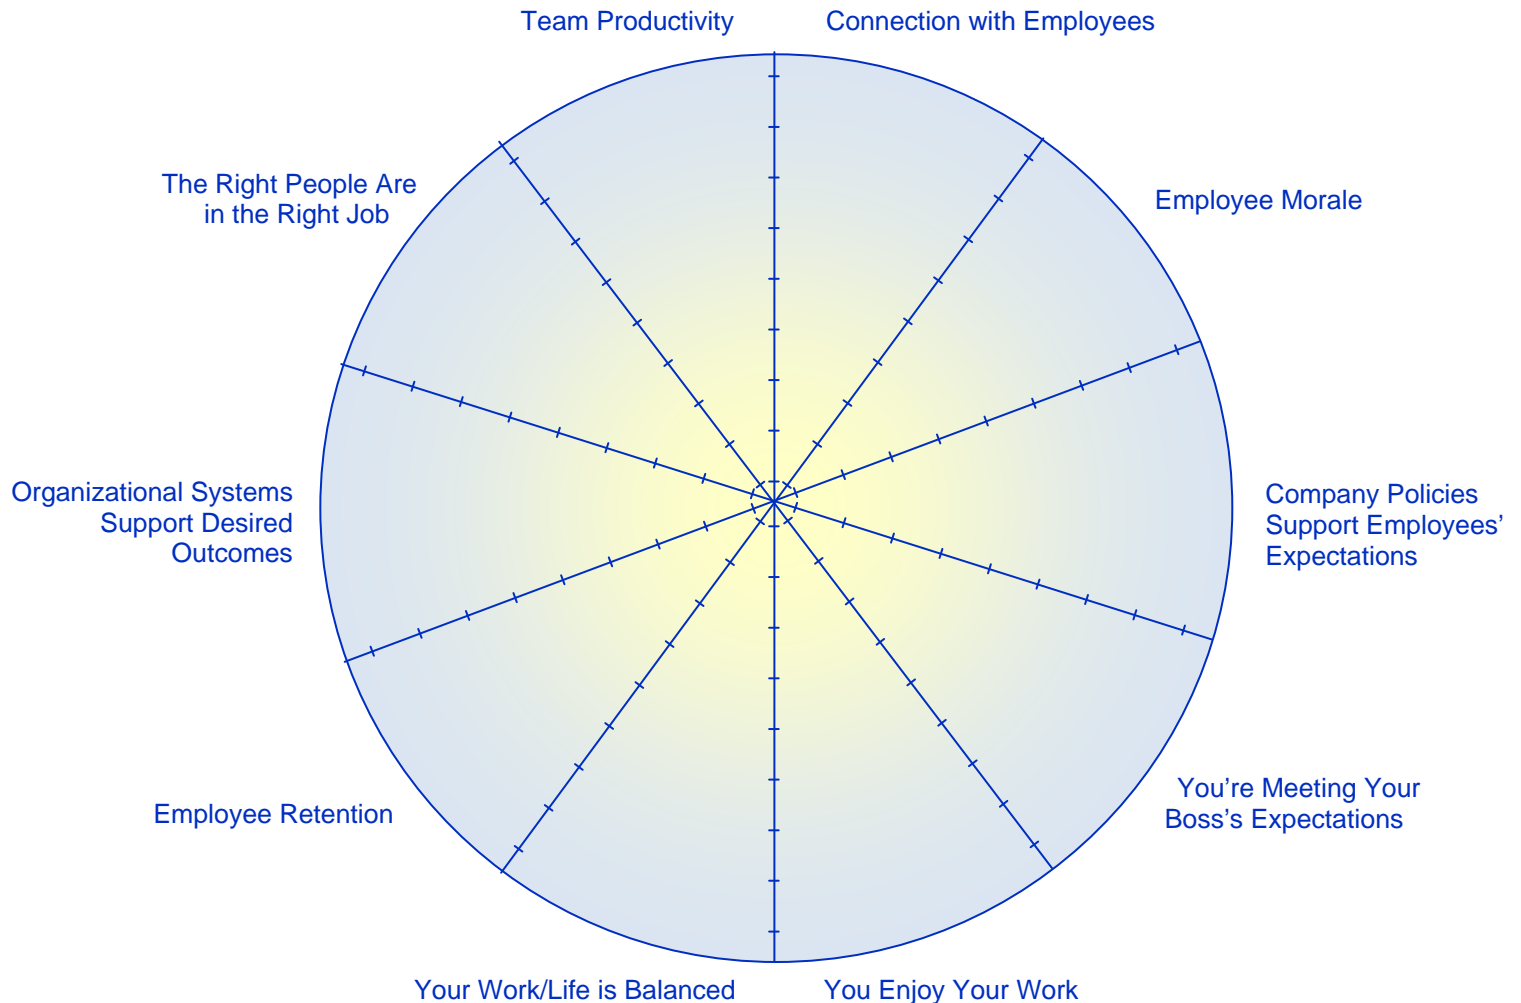 Team Productivity
Connection with Employees
The Right People Are
in the Right Job
Employee Morale
Organizational Systems
Support Desired
Outcomes
Company Policies
Support Employees’
Expectations
Employee Retention
You’re Meeting Your
Boss’s Expectations
Your Work/Life is Balanced
You Enjoy Your Work